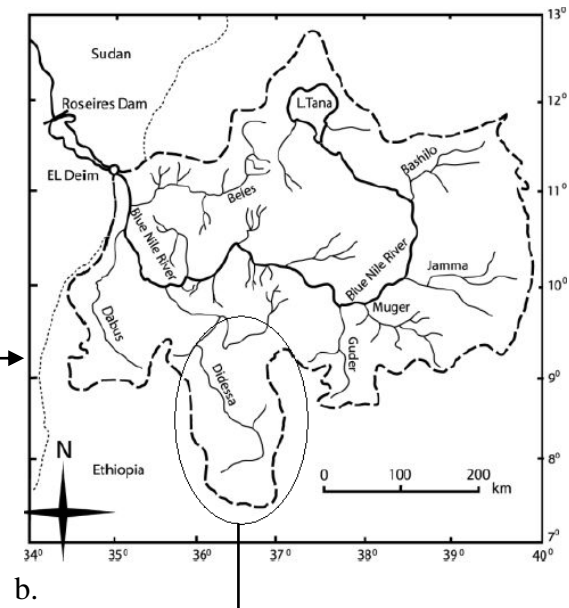 13°
Sudan
L.Tana
12°
Roseires Dam
Bashilo
EL Deim
11°
Beles
Blue Nile River
Blue Nile River
Jamma
10°
Muger
Dabus
Guder
9°
Didessa
N
Ethiopia
8°
0 100 200
km
7°
34° 35° 36° 37° 38° 39° 40°
b.